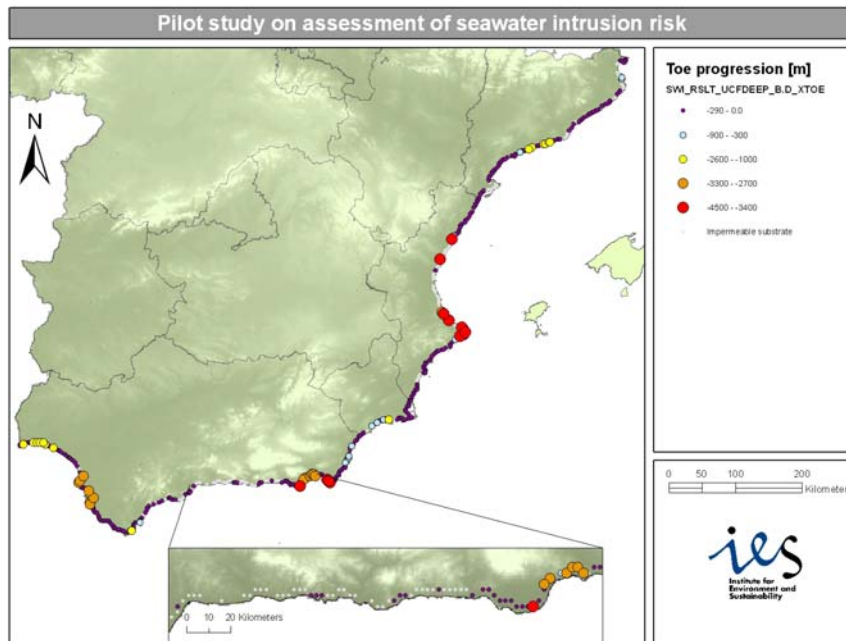 Pilot study on assessment of seawater intrusion risk
N
Toe progression [m]
SWI_RSLT_UCFDEEP_B.D_XTOE
-290 - 0.0
-900 - -300
-2600 - -1000
-3300 - -2700
-4500 - -3400
Impermeable substrate
0 50 100 200
Kilometers
ies
Institute for
Environment and
Sustainability
0 10 20 Kilometers